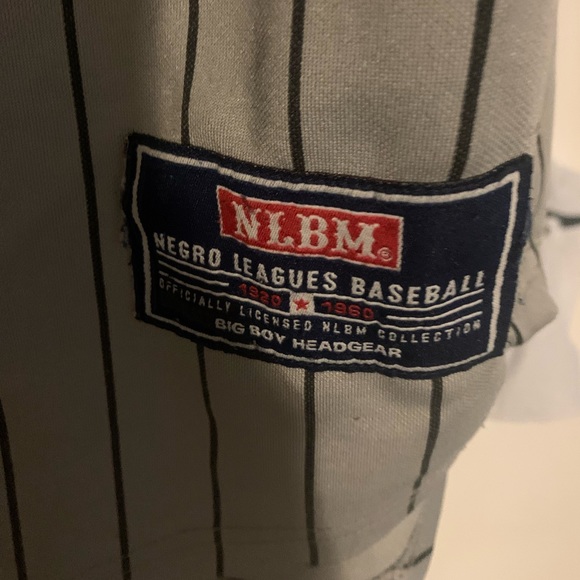 NLBM®
NEGRO LEAGUES BASEBALL
1920 ★ 1960
OFFICIALLY LICENSED NLBM COLLECTION
BIG BOY HEADGEAR